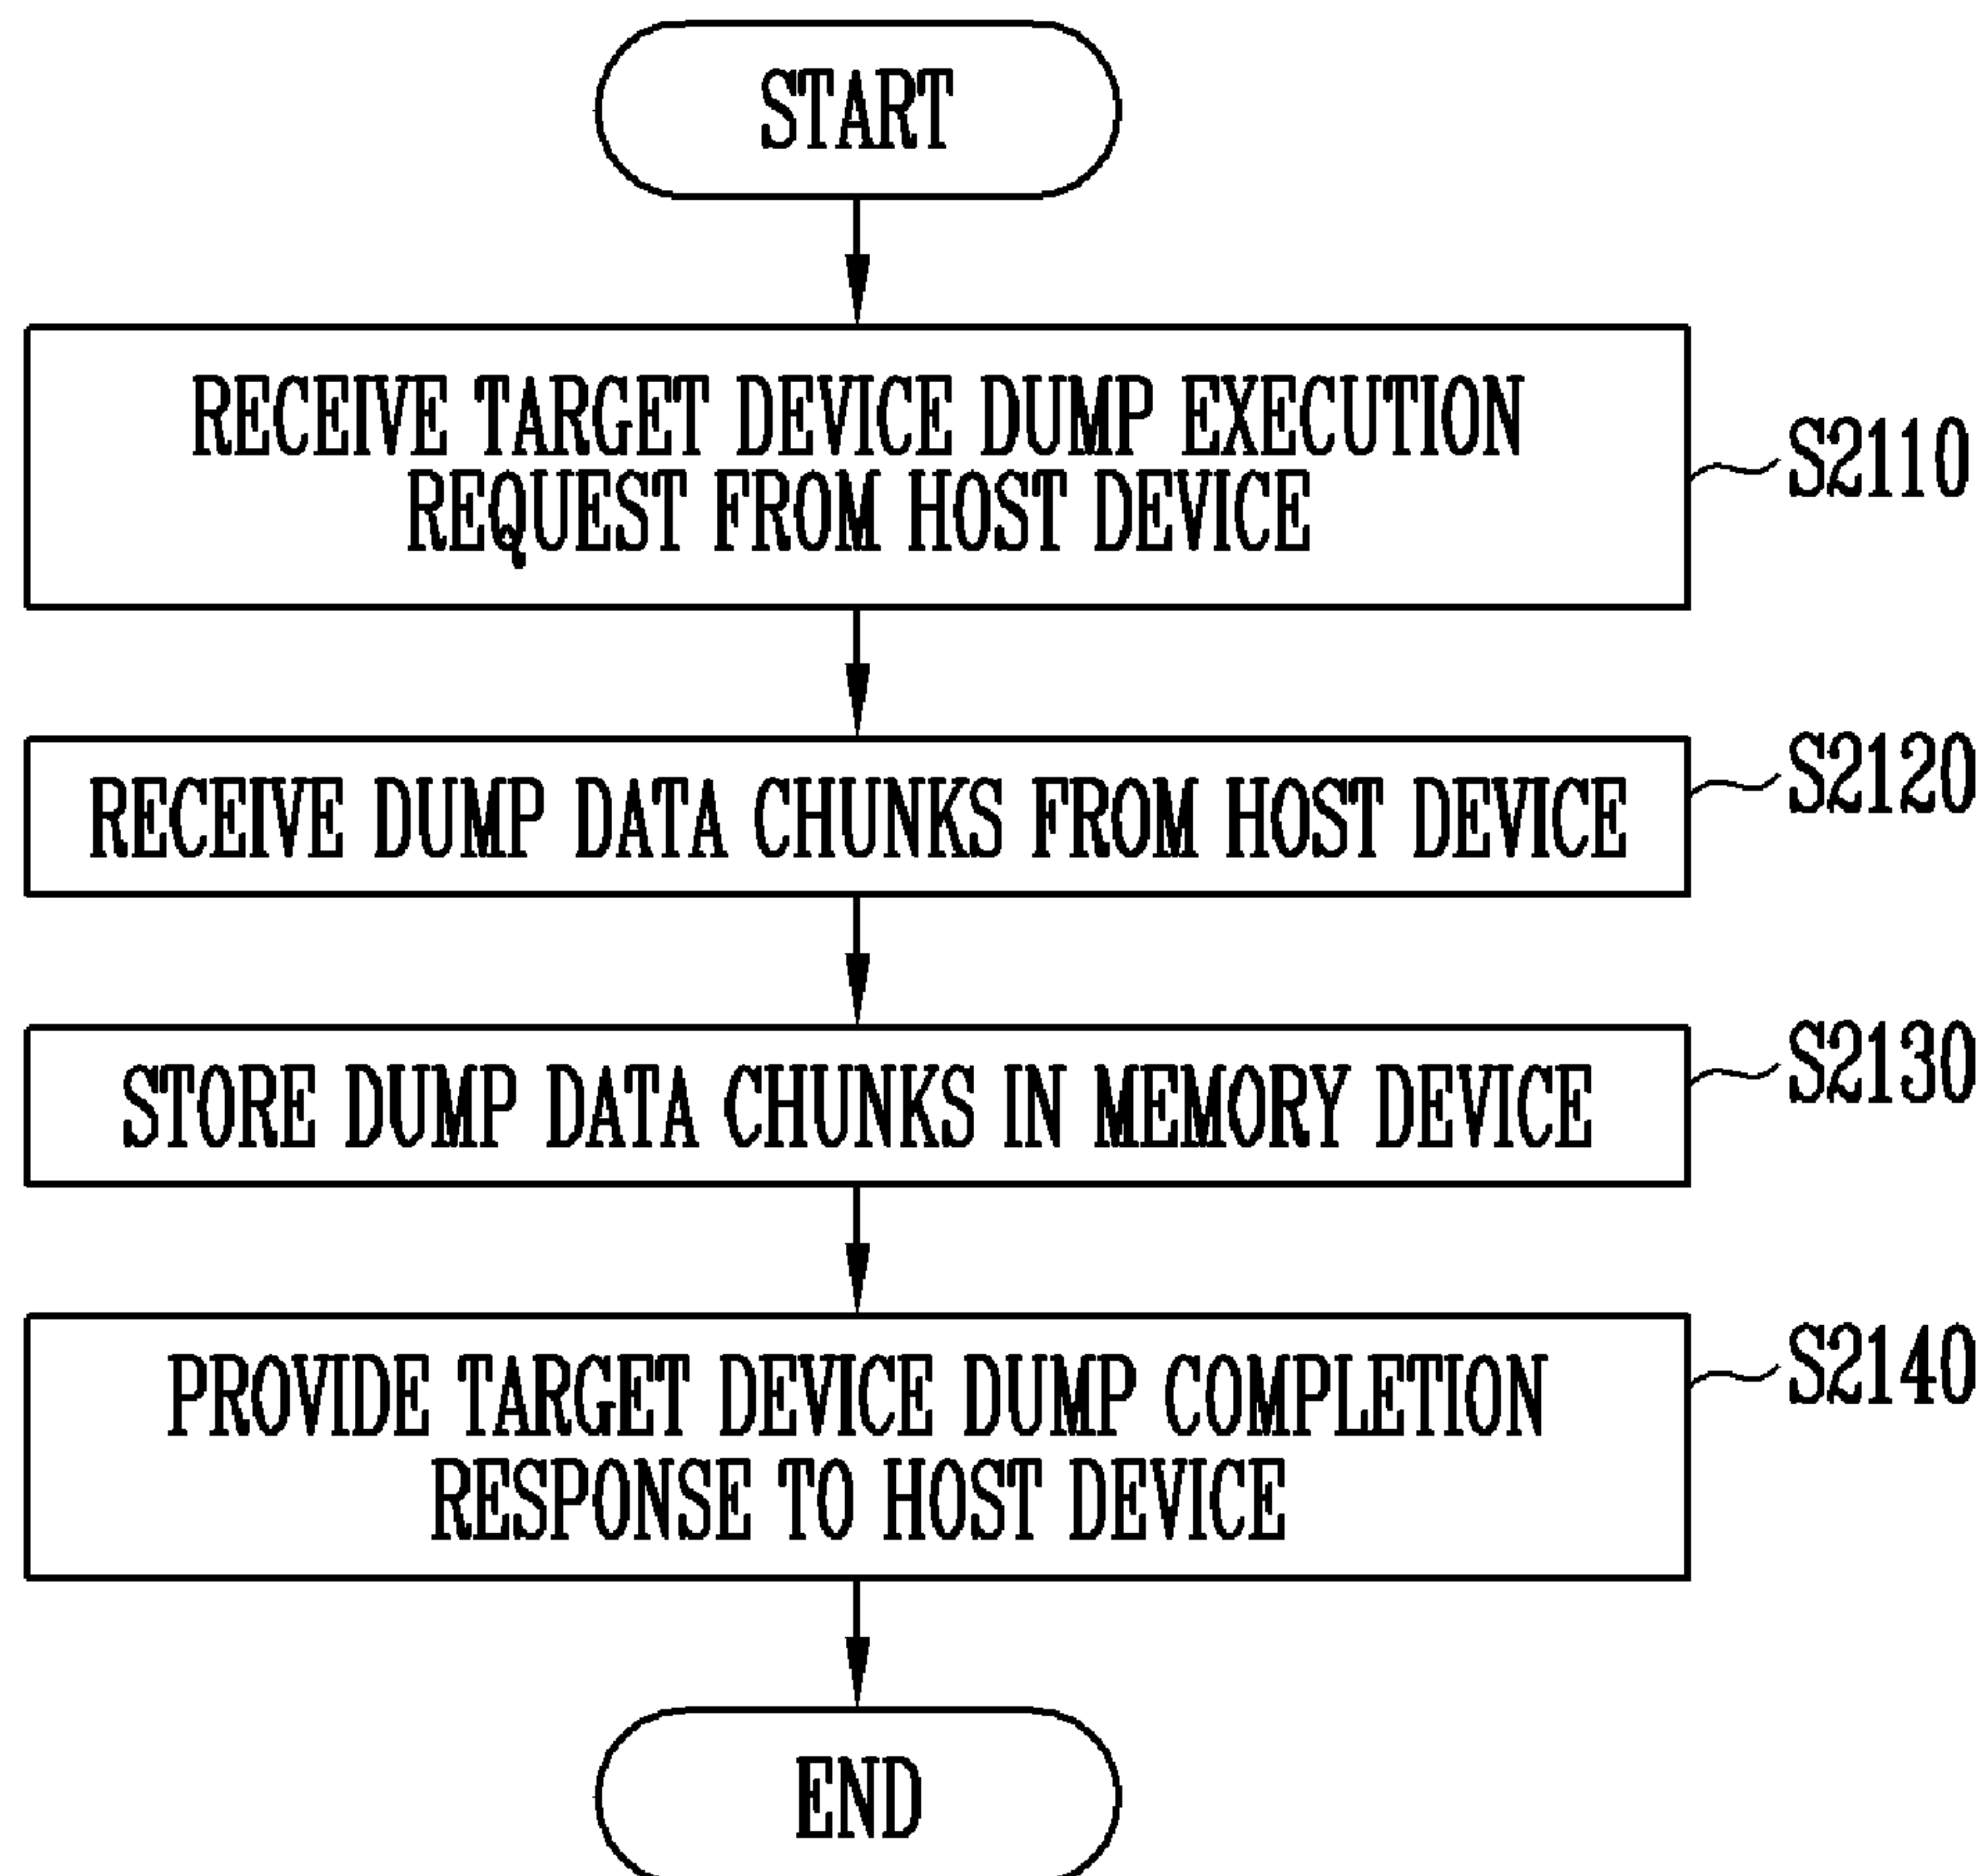 START
RECEIVE TARGET DEVICE DUMP EXECUTION
REQUEST FROM HOST DEVICE
S2110
RECEIVE DUMP DATA CHUNKS FROM HOST DEVICE
S2120
STORE DUMP DATA CHUNKS IN MEMORY DEVICE
S2130
PROVIDE TARGET DEVICE DUMP COMPLETION
RESPONSE TO HOST DEVICE
S2140
END